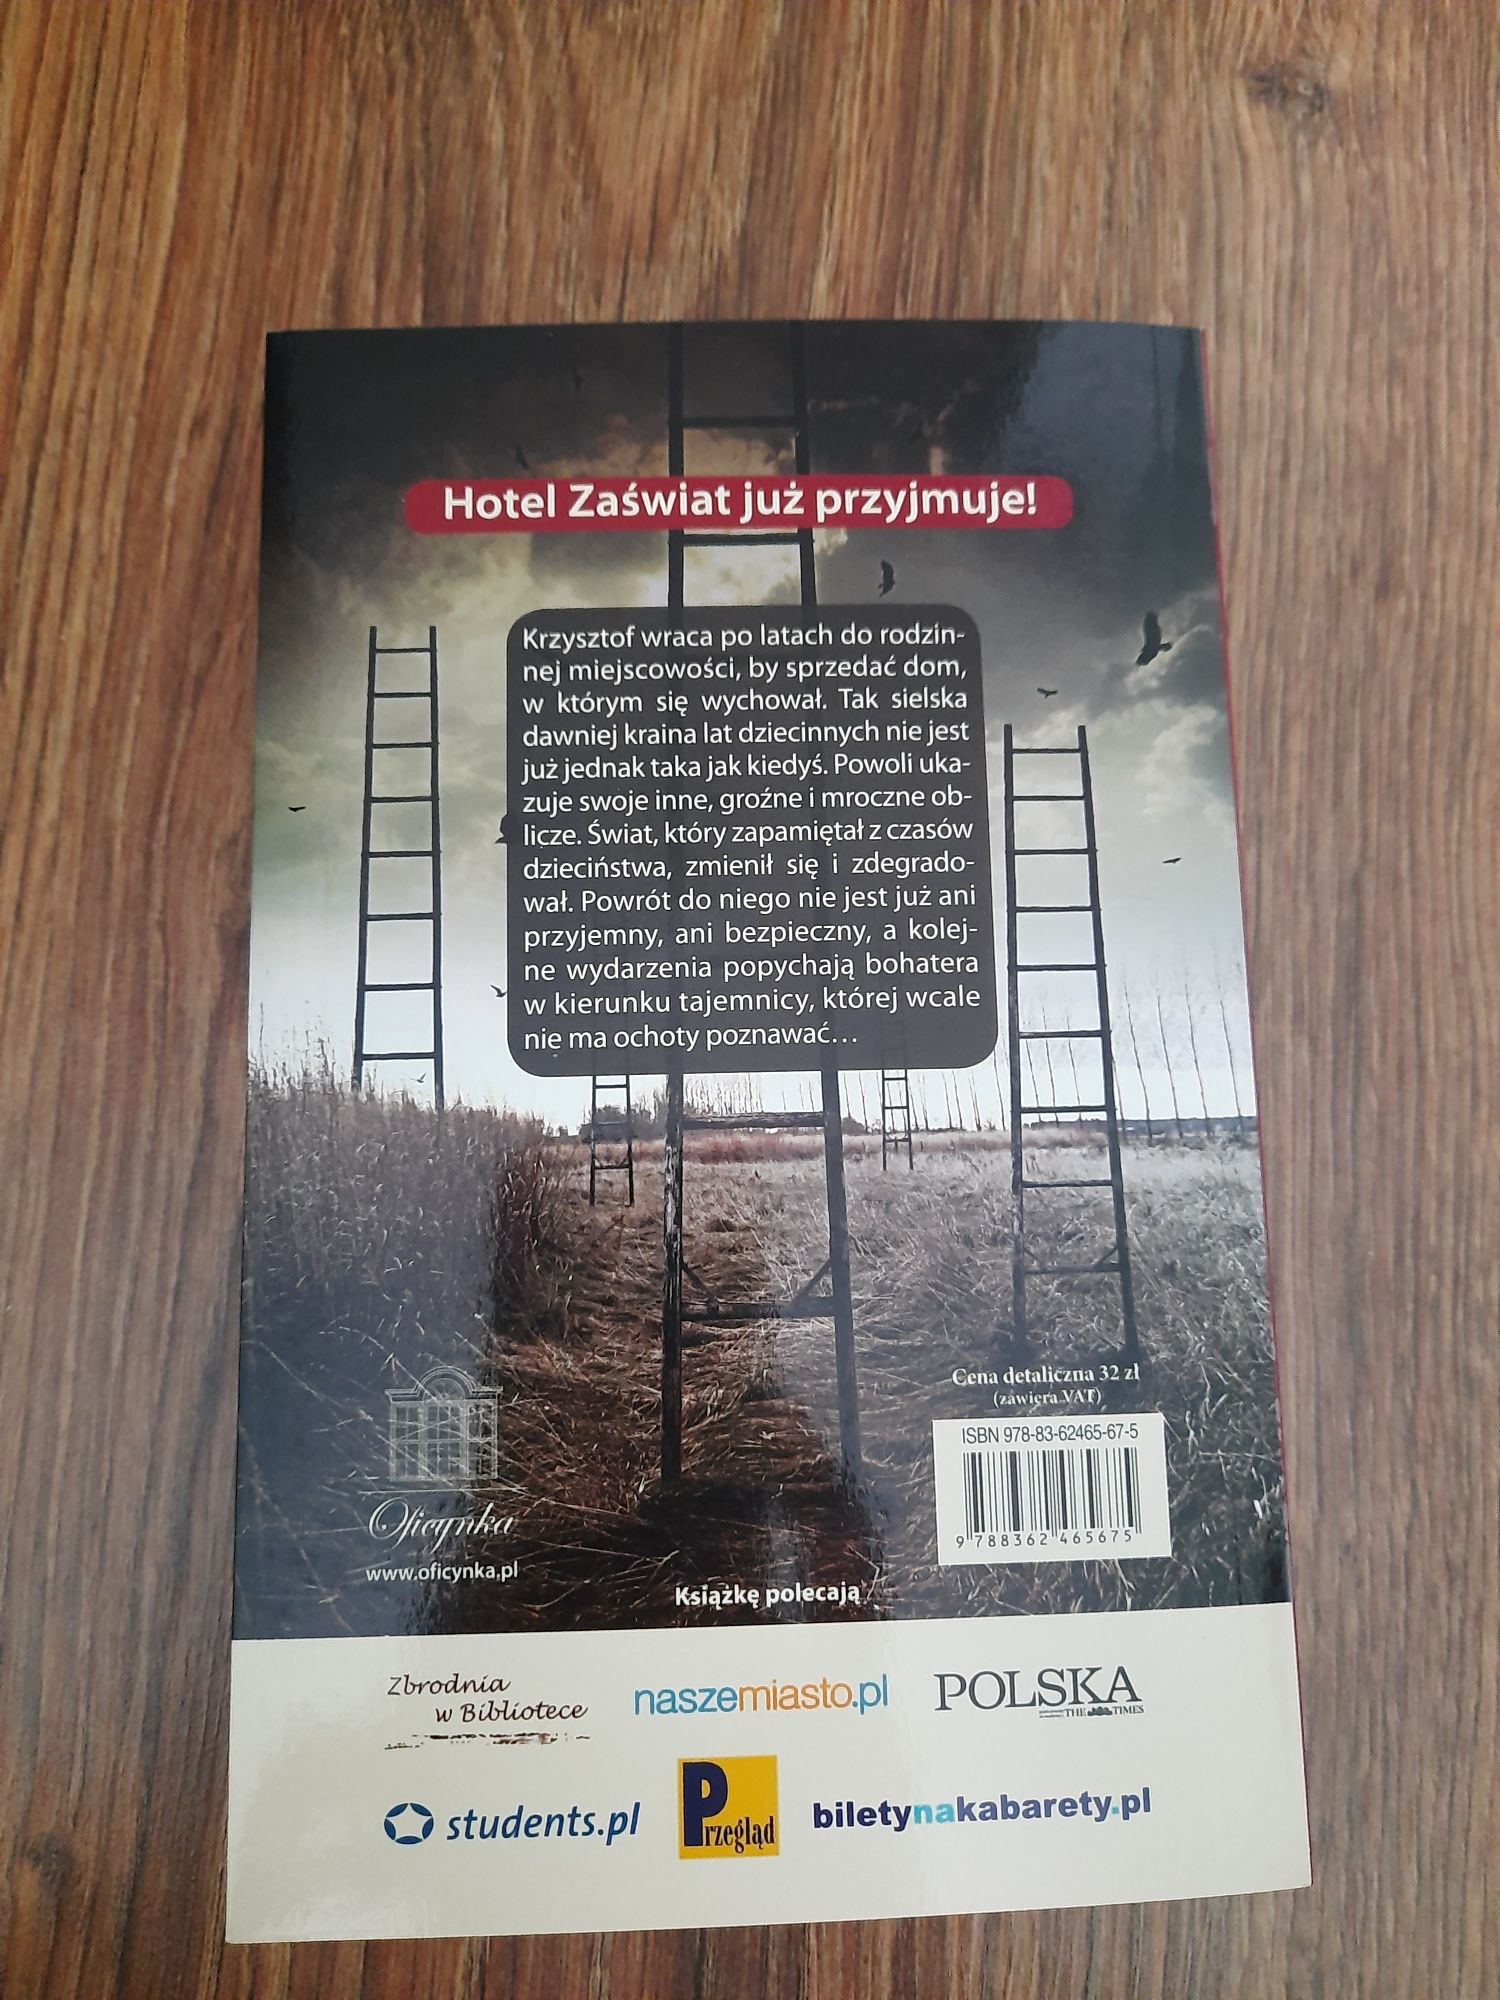 Hotel Zaświat już przyjmuje!
Krzysztof wraca po latach do rodzin-
nej miejscowości, by sprzedać dom,
w którym się wychował. Tak sielska
dawniej kraina lat dziecinnych nie jest
już jednak taka jak kiedyś. Powoli uka-
zuje swoje inne, groźne i mroczne ob-
licze. Świat, który zapamiętał z czasów
dzieciństwa, zmienił się i zdegrado-
wał. Powrót do niego nie jest już ani
przyjemny, ani bezpieczny, a kolej-
ne wydarzenia popychają bohatera
w kierunku tajemnicy, której wcale
nie ma ochoty poznawać...
Cena detaliczna 32 zł
(zawiera VAT)
ISBN 978-83-62465-67-5
9 788362 465675
Oficynka
www.oficynka.pl
Książkę polecają
Zbrodnia
w Bibliotece
naszemiasto.pl
POLSKA
THE TIMES
students.pl
Przegląd
biletynakabarety.pl